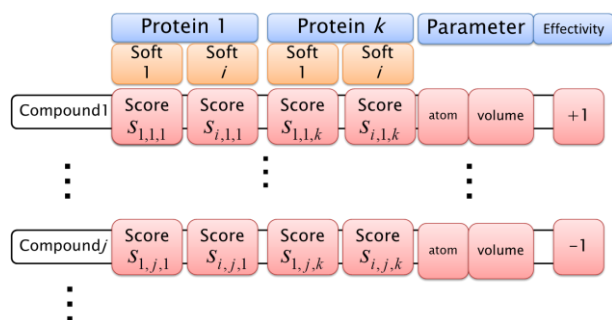 Protein 1 Protein k Parameter Effectivity
Soft 1 Soft i Soft 1 Soft i
Compound1 Score S1,1,1 Score Si,1,1 Score S1,1,k Score Si,1,k atom volume +1
Compoundj Score S1,j,1 Score Si,j,1 Score S1,j,k Score Si,j,k atom volume −1